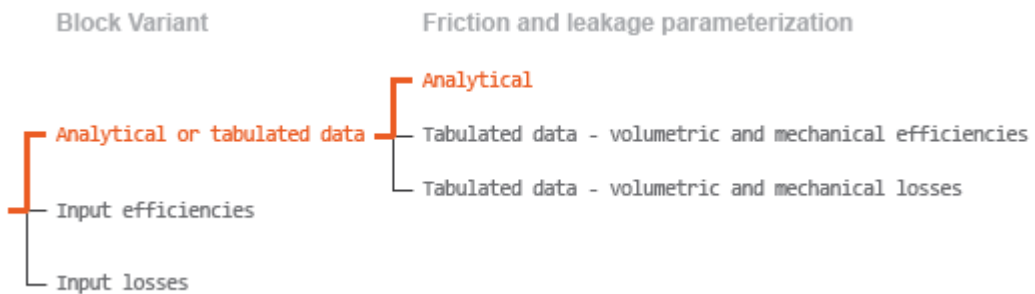 Block Variant
Friction and leakage parameterization
Analytical
Analytical or tabulated data
Tabulated data - volumetric and mechanical efficiencies
Tabulated data - volumetric and mechanical losses
Input efficiencies
Input losses